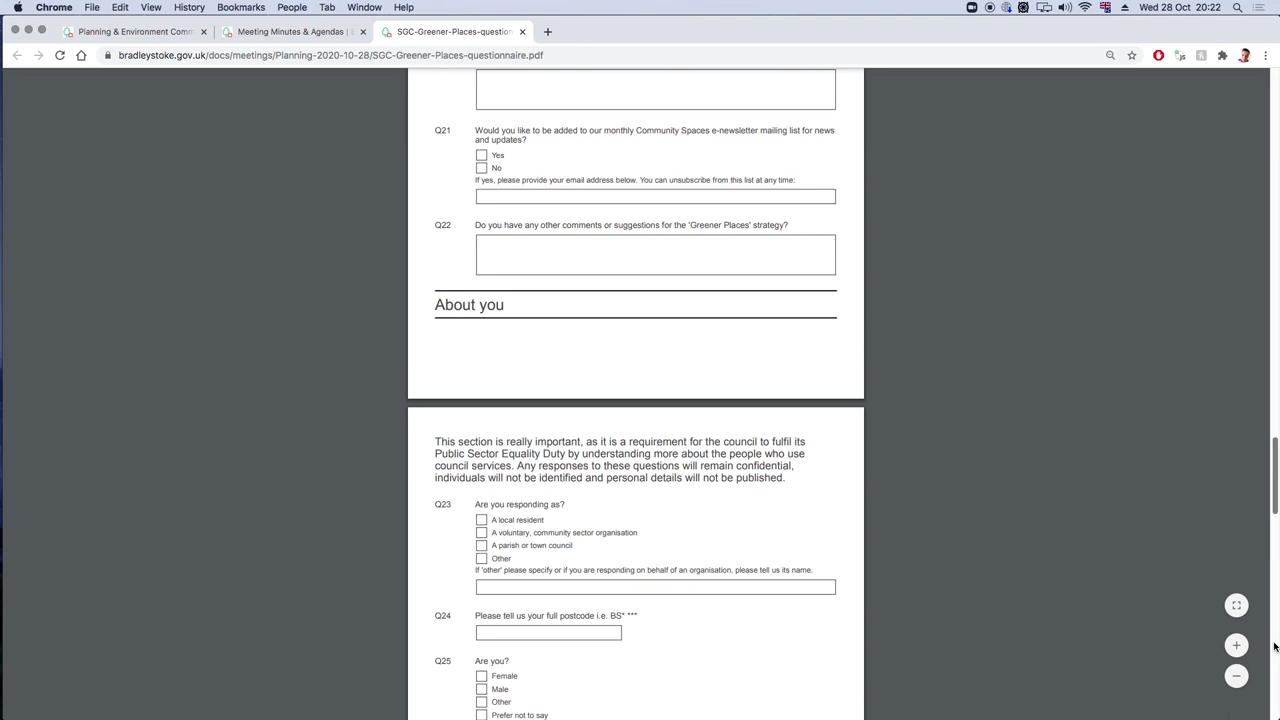 Chrome File Edit View History Bookmarks People Tab Window Help Wed 28 Oct 20:22
Planning & Environment Comm Meeting Minutes & Agendas | SGC-Greener-Places-question
bradleystoke.gov.uk/docs/meetings/Planning-2020-10-28/SGC-Greener-Places-questionnaire.pdf
Q21 Would you like to be added to our monthly Community Spaces e-newsletter mailing list for news
and updates?
Yes
No
If yes, please provide your email address below. You can unsubscribe from this list at any time:
Q22 Do you have any other comments or suggestions for the 'Greener Places' strategy?
About you
This section is really important, as it is a requirement for the council to fulfil its
Public Sector Equality Duty by understanding more about the people who use
council services. Any responses to these questions will remain confidential,
individuals will not be identified and personal details will not be published.
Q23 Are you responding as?
A local resident
A voluntary, community sector organisation
A parish or town council
Other
If 'other' please specify or if you are responding on behalf of an organisation, please tell us its name.
Q24 Please tell us your full postcode i.e. BS* ***
Q25 Are you?
Female
Male
Other
Prefer not to say